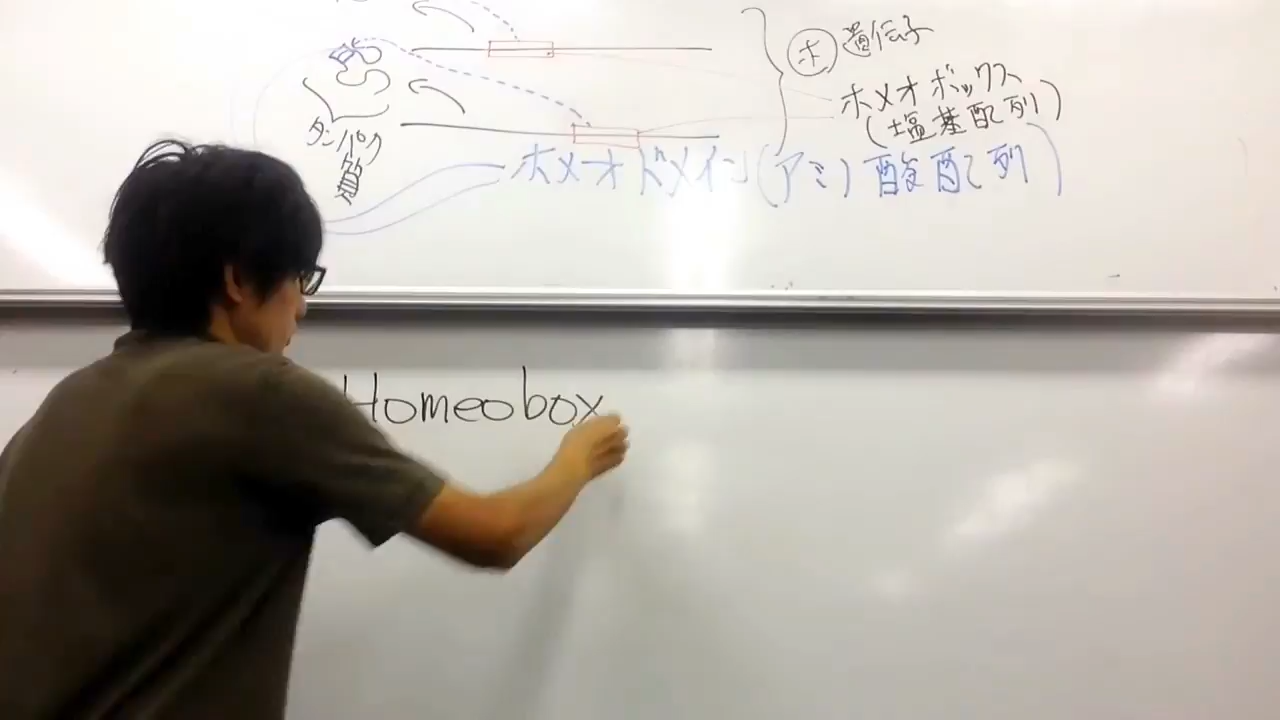 ホ 遺伝子
ホメオボックス
(塩基配列)
タンパク質
ホメオドメイン(アミノ酸配列)
Homeobox